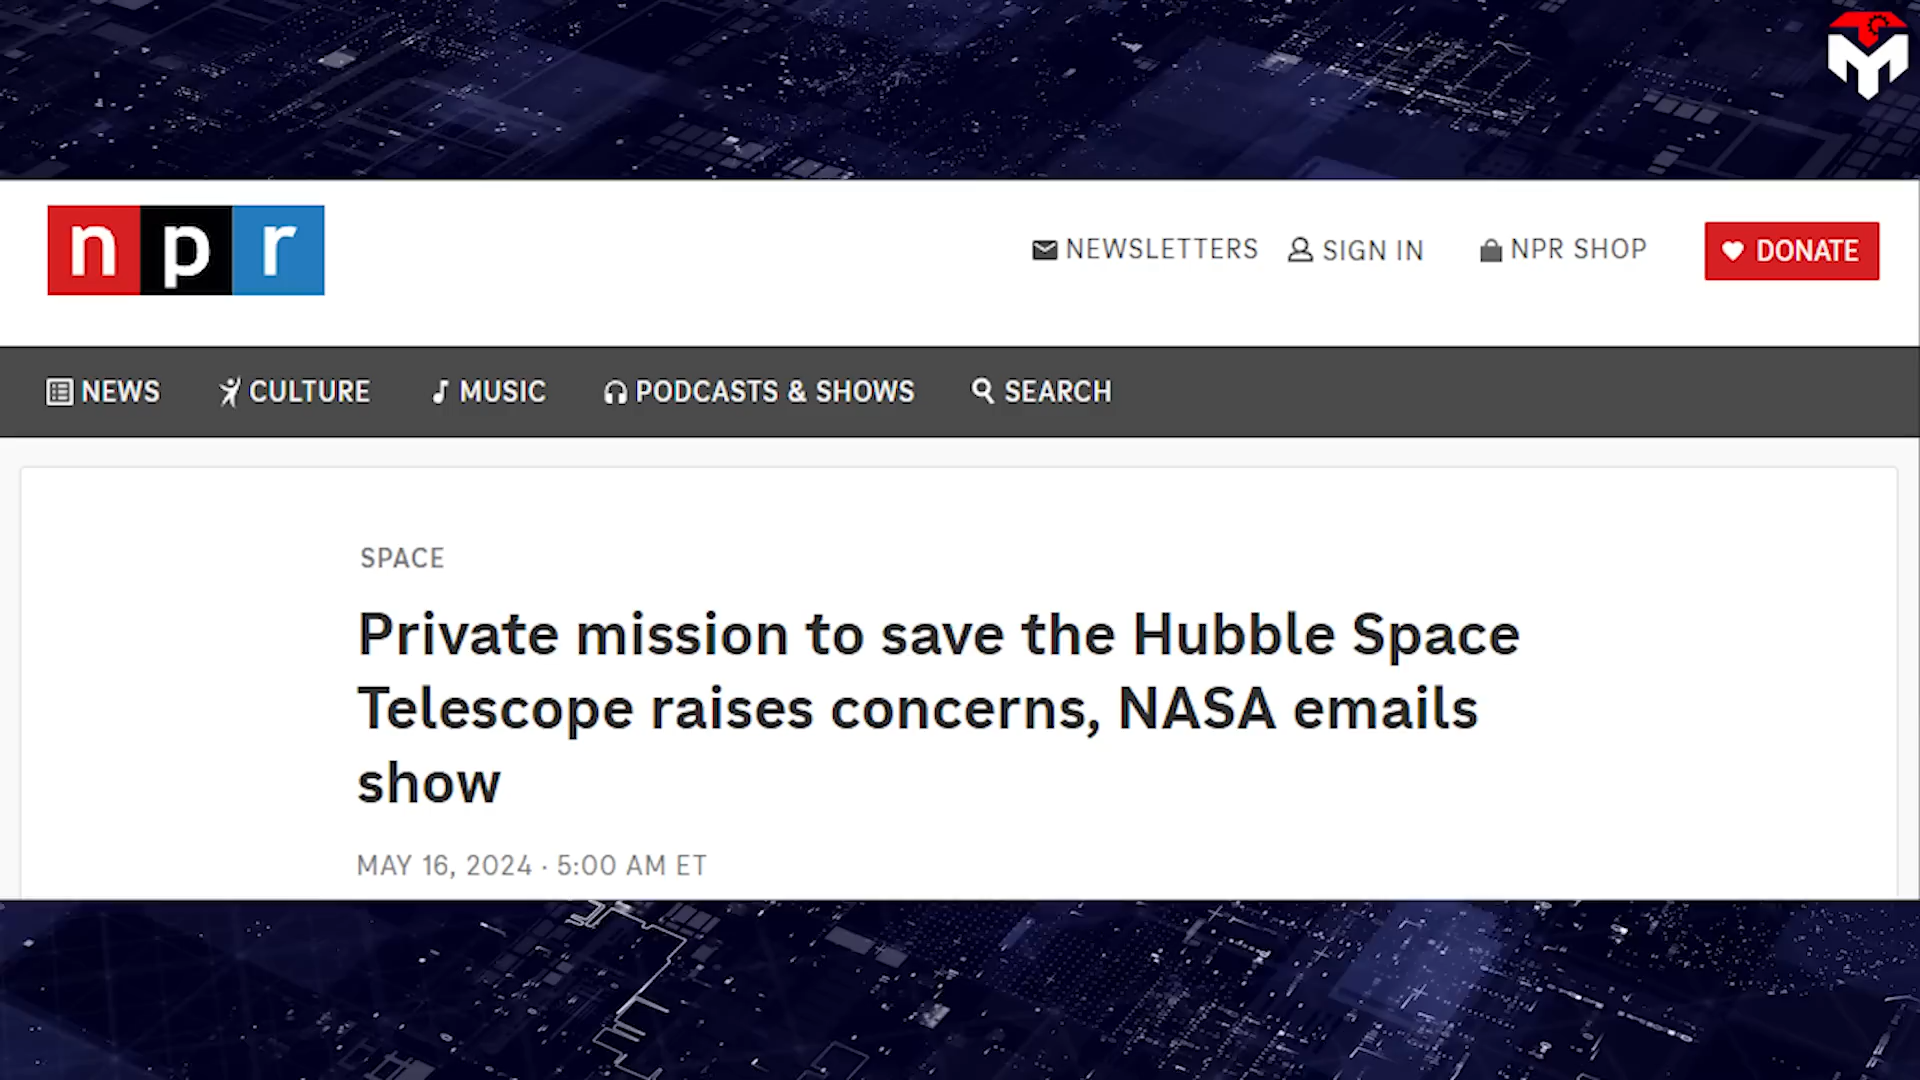 npr
NEWSLETTERS SIGN IN NPR SHOP DONATE
NEWS CULTURE MUSIC PODCASTS & SHOWS SEARCH
SPACE
Private mission to save the Hubble Space
Telescope raises concerns, NASA emails
show
MAY 16, 2024 · 5:00 AM ET